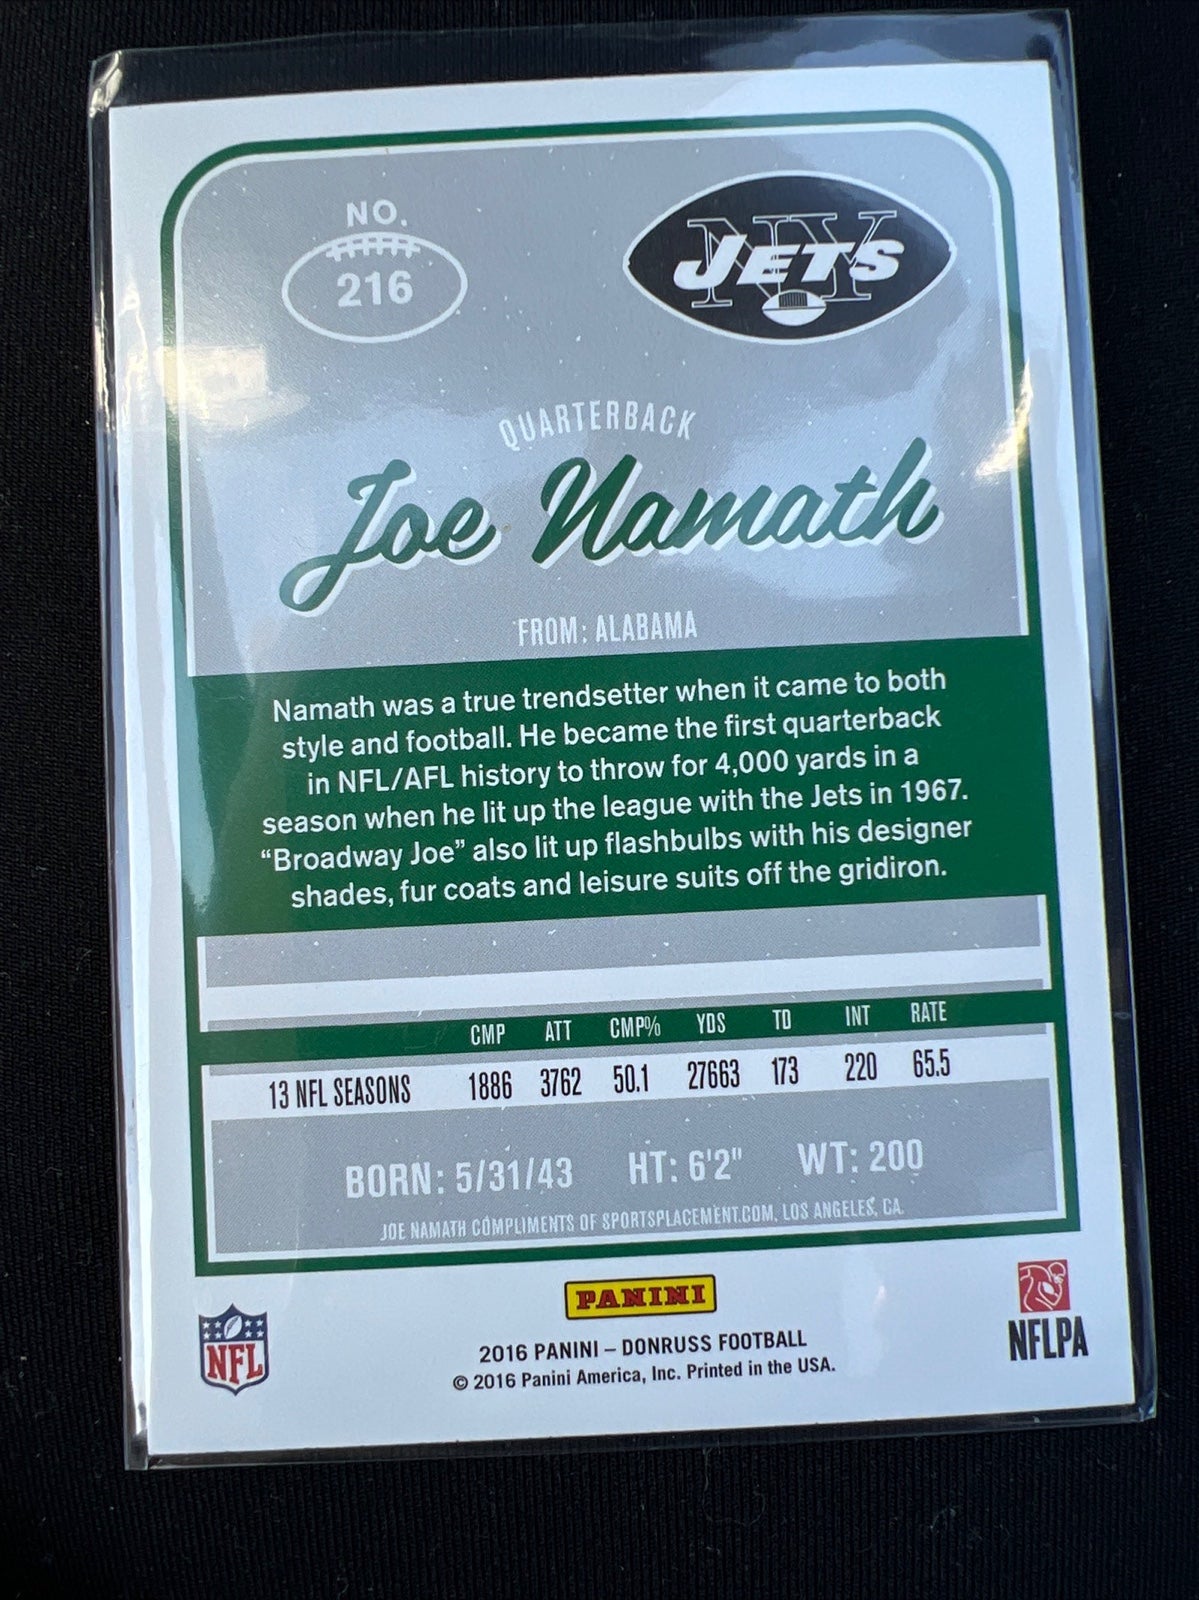 NO.
216
NY
JETS
QUARTERBACK
Joe Namath
FROM: ALABAMA
Namath was a true trendsetter when it came to both
style and football. He became the first quarterback
in NFL/AFL history to throw for 4,000 yards in a
season when he lit up the league with the Jets in 1967.
“Broadway Joe” also lit up flashbulbs with his designer
shades, fur coats and leisure suits off the gridiron.
CMP ATT CMP% YDS TD INT RATE
13 NFL SEASONS 1886 3762 50.1 27663 173 220 65.5
BORN: 5/31/43 HT: 6'2" WT: 200
JOE NAMATH COMPLIMENTS OF SPORTSPLACEMENT.COM, LOS ANGELES, CA.
PANINI
NFL
2016 PANINI – DONRUSS FOOTBALL
© 2016 Panini America, Inc. Printed in the USA.
NFLPA